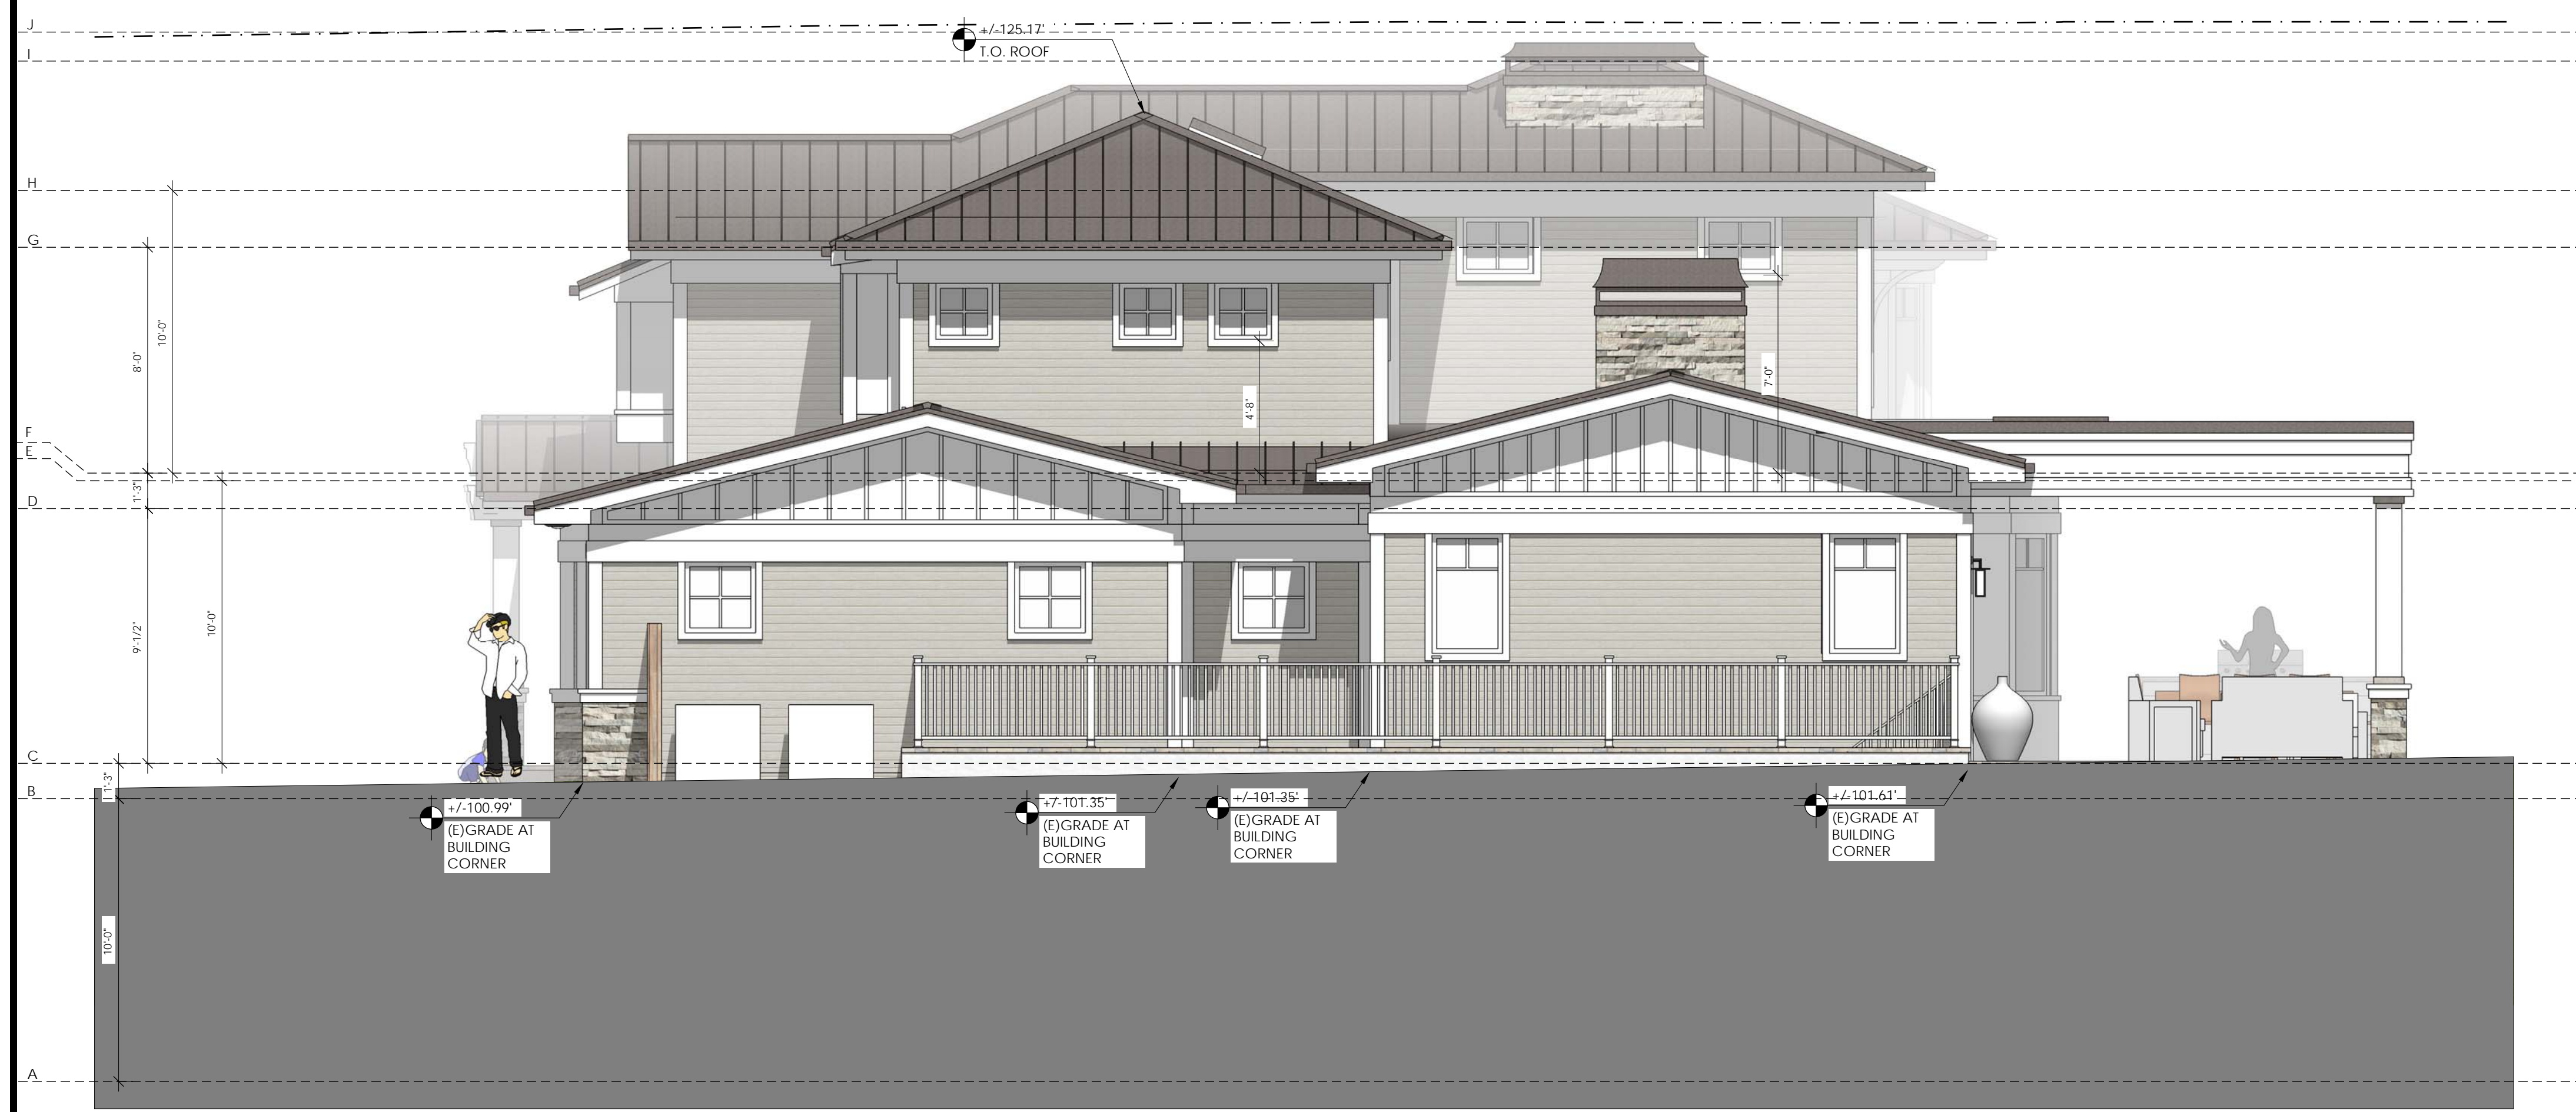 J
+/-125.17'
T.O. ROOF
I
H
G
10'-0"
8'-0"
7'-0"
4'-8"
F
E
1'-3"
D
10'-0"
9'-1/2"
C
1'-3"
B
+/-100.99'
(E)GRADE AT
BUILDING
CORNER
+/-101.35'
(E)GRADE AT
BUILDING
CORNER
+/-101.35'
(E)GRADE AT
BUILDING
CORNER
+/-101.61'
(E)GRADE AT
BUILDING
CORNER
10'-0"
A